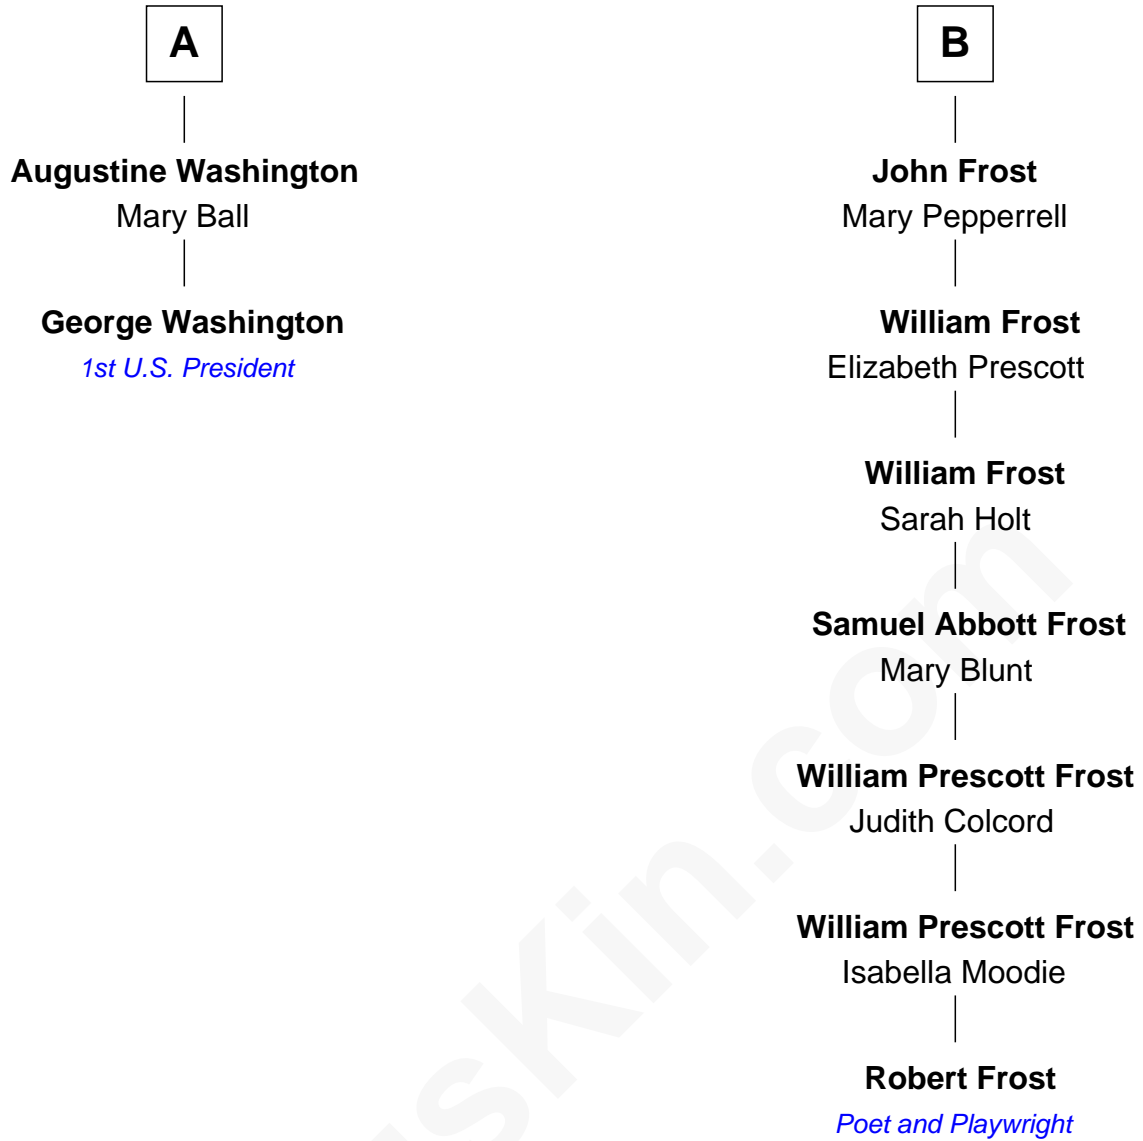 A
Augustine Washington
Mary Ball
George Washington
1st U.S. President
B
John Frost
Mary Pepperrell
William Frost
Elizabeth Prescott
William Frost
Sarah Holt
Samuel Abbott Frost
Mary Blunt
William Prescott Frost
Judith Colcord
William Prescott Frost
Isabella Moodie
Robert Frost
Poet and Playwright
usKin.com